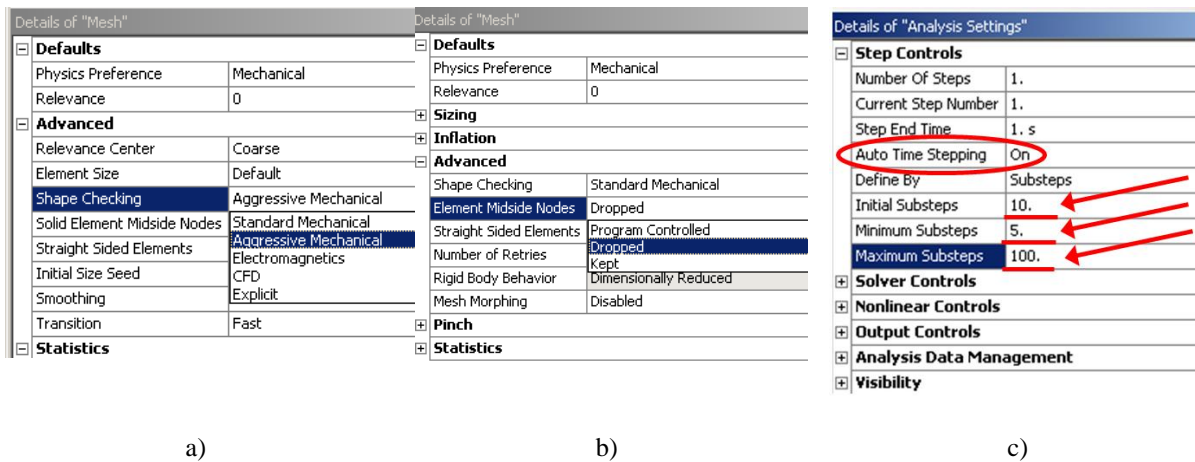 Details of "Mesh"
Defaults
Physics Preference Mechanical
Relevance 0
Advanced
Relevance Center Coarse
Element Size Default
Shape Checking Aggressive Mechanical
Solid Element Midside Nodes Standard Mechanical
Straight Sided Elements Aggressive Mechanical
Electromagnetics
Initial Size Seed CFD
Smoothing Explicit
Transition Fast
Statistics
a)
Details of "Mesh"
Defaults
Physics Preference Mechanical
Relevance 0
Sizing
Inflation
Advanced
Shape Checking Standard Mechanical
Element Midside Nodes Dropped
Straight Sided Elements Program Controlled
Number of Retries Dropped
Kept
Rigid Body Behavior Dimensionally Reduced
Mesh Morphing Disabled
Pinch
Statistics
b)
Details of "Analysis Settings"
Step Controls
Number Of Steps 1.
Current Step Number 1.
Step End Time 1. s
Auto Time Stepping On
Define By Substeps
Initial Substeps 10.
Minimum Substeps 5.
Maximum Substeps 100.
Solver Controls
Nonlinear Controls
Output Controls
Analysis Data Management
Visibility
c)